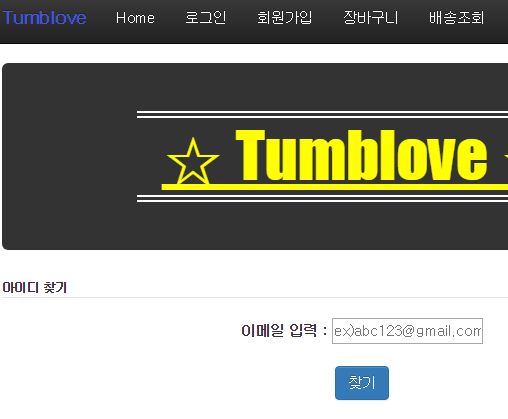 Tumblove Home 로그인 회원가입 장바구니 배송조회
☆ Tumblove
아이디 찾기
이메일 입력 : ex)abc123@gmail.com
찾기